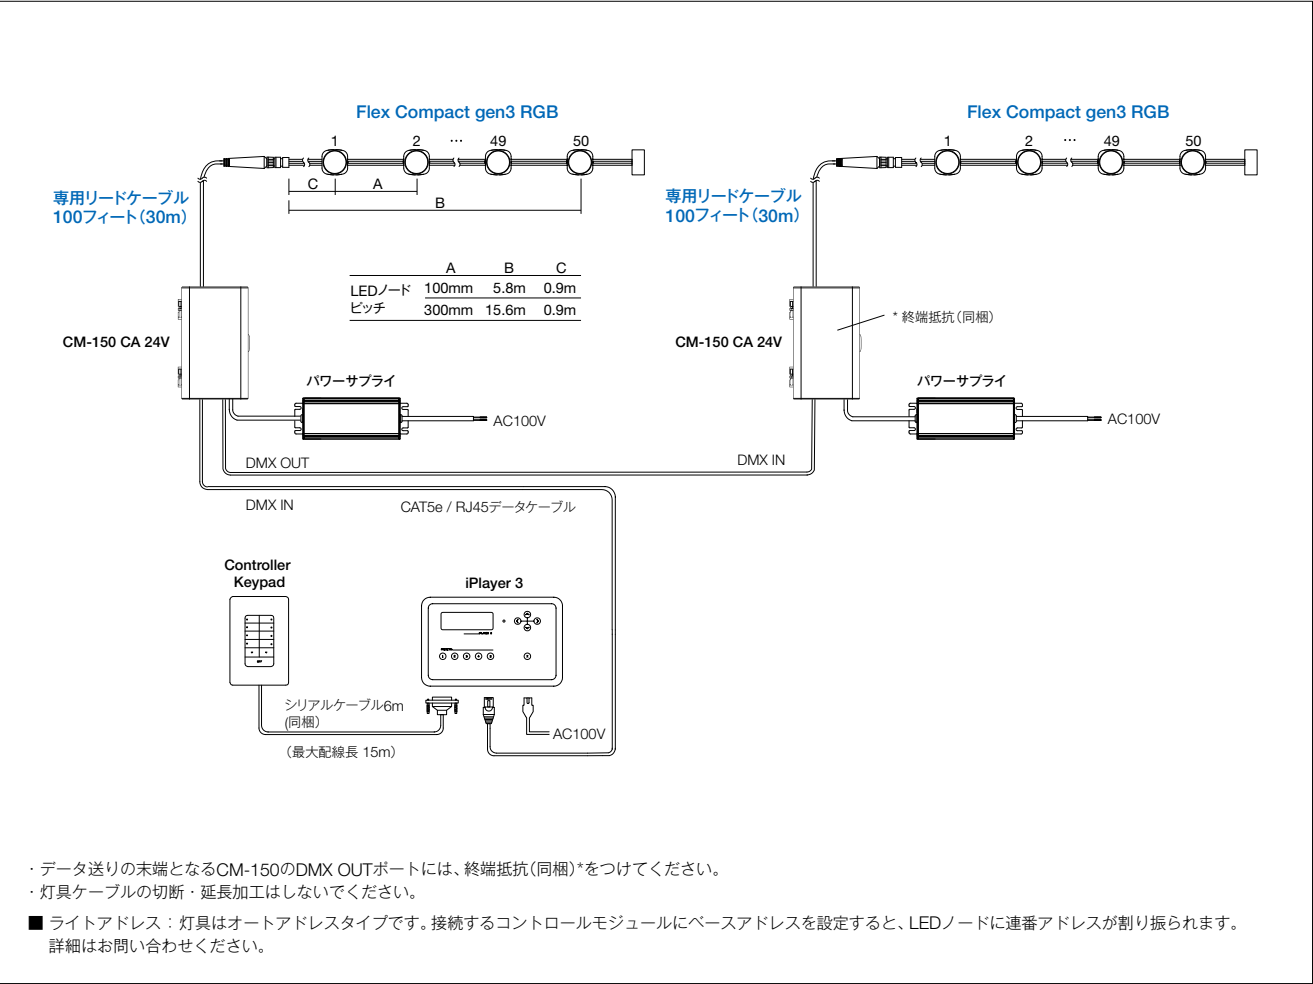 Flex Compact gen3 RGB
1 2 … 49 50
C A
B
専用リードケーブル
100フィート（30m）
A B C
LEDノード
ピッチ
100mm 5.8m 0.9m
300mm 15.6m 0.9m
CM-150 CA 24V
パワーサプライ
AC100V
DMX OUT
DMX IN
CAT5e / RJ45データケーブル
Flex Compact gen3 RGB
1 2 … 49 50
専用リードケーブル
100フィート（30m）
* 終端抵抗（同梱）
CM-150 CA 24V
パワーサプライ
AC100V
DMX IN
Controller
Keypad
iPlayer 3
シリアルケーブル6m
(同梱）
（最大配線長 15m）
AC100V
・データ送りの末端となるCM-150のDMX OUTポートには、終端抵抗（同梱）*をつけてください。
・灯具ケーブルの切断・延長加工はしないでください。
■ ライトアドレス：灯具はオートアドレスタイプです。接続するコントロールモジュールにベースアドレスを設定すると、LEDノードに連番アドレスが割り振られます。
詳細はお問い合わせください。